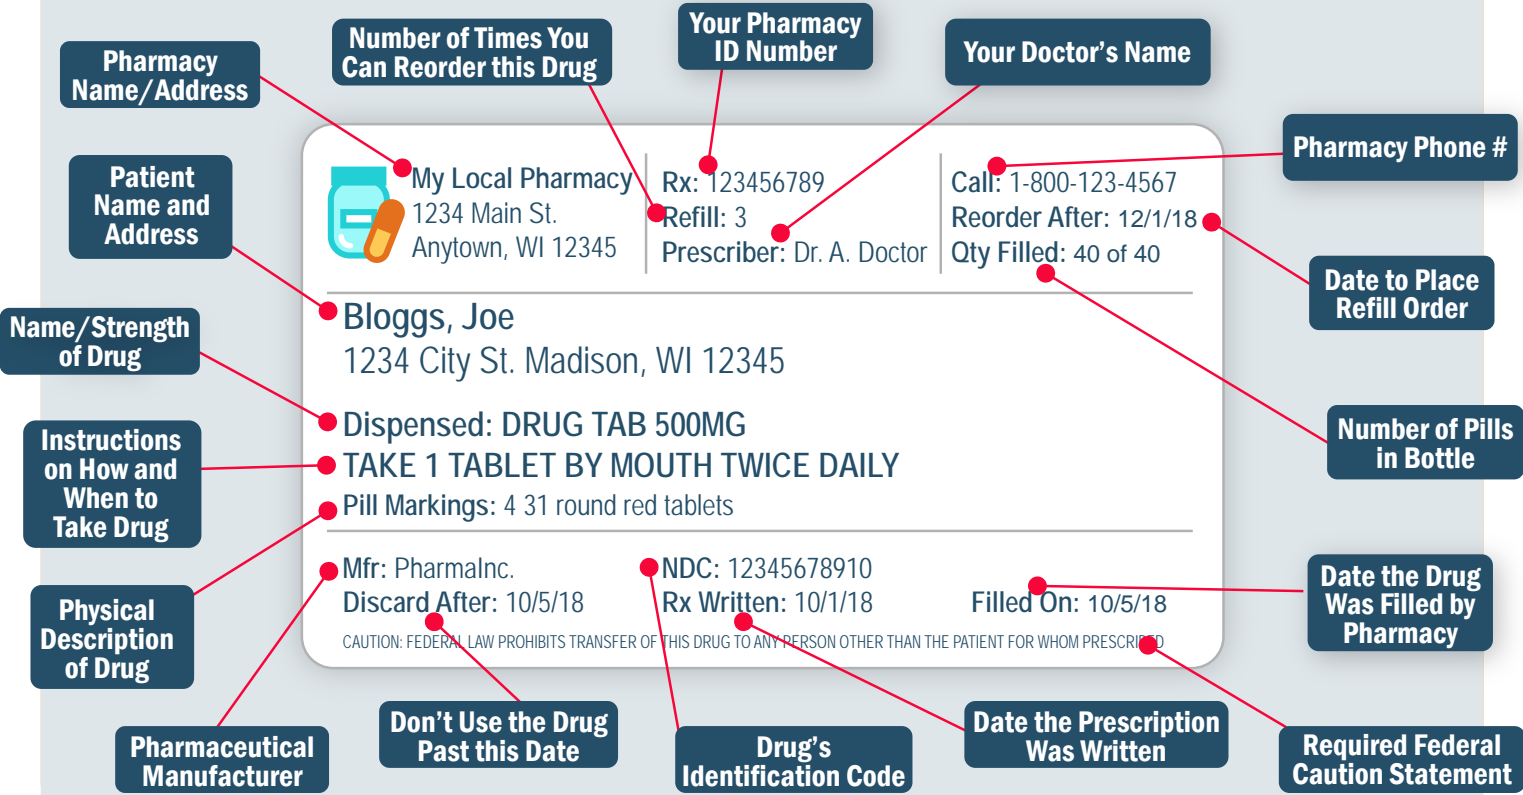 Pharmacy
Name/Address
Number of Times You
Can Reorder this Drug
Your Pharmacy
ID Number
Your Doctor's Name
Pharmacy Phone #
Patient
Name and
Address
Name/Strength
of Drug
Instructions
on How and
When to
Take Drug
Physical
Description
of Drug
Pharmaceutical
Manufacturer
My Local Pharmacy
1234 Main St.
Anytown, WI 12345
Rx: 123456789
Refill: 3
Prescriber: Dr. A. Doctor
Call: 1-800-123-4567
Reorder After: 12/1/18
Qty Filled: 40 of 40
Bloggs, Joe
1234 City St. Madison, WI 12345
Dispensed: DRUG TAB 500MG
TAKE 1 TABLET BY MOUTH TWICE DAILY
Pill Markings: 4 31 round red tablets
Mfr: PharmaInc.
NDC: 12345678910
Discard After: 10/5/18
Rx Written: 10/1/18
Filled On: 10/5/18
CAUTION: FEDERAL LAW PROHIBITS TRANSFER OF THIS DRUG TO ANY PERSON OTHER THAN THE PATIENT FOR WHOM PRESCRIBED
Date to Place
Refill Order
Number of Pills
in Bottle
Date the Drug
Was Filled by
Pharmacy
Don't Use the Drug
Past this Date
Drug's
Identification Code
Date the Prescription
Was Written
Required Federal
Caution Statement